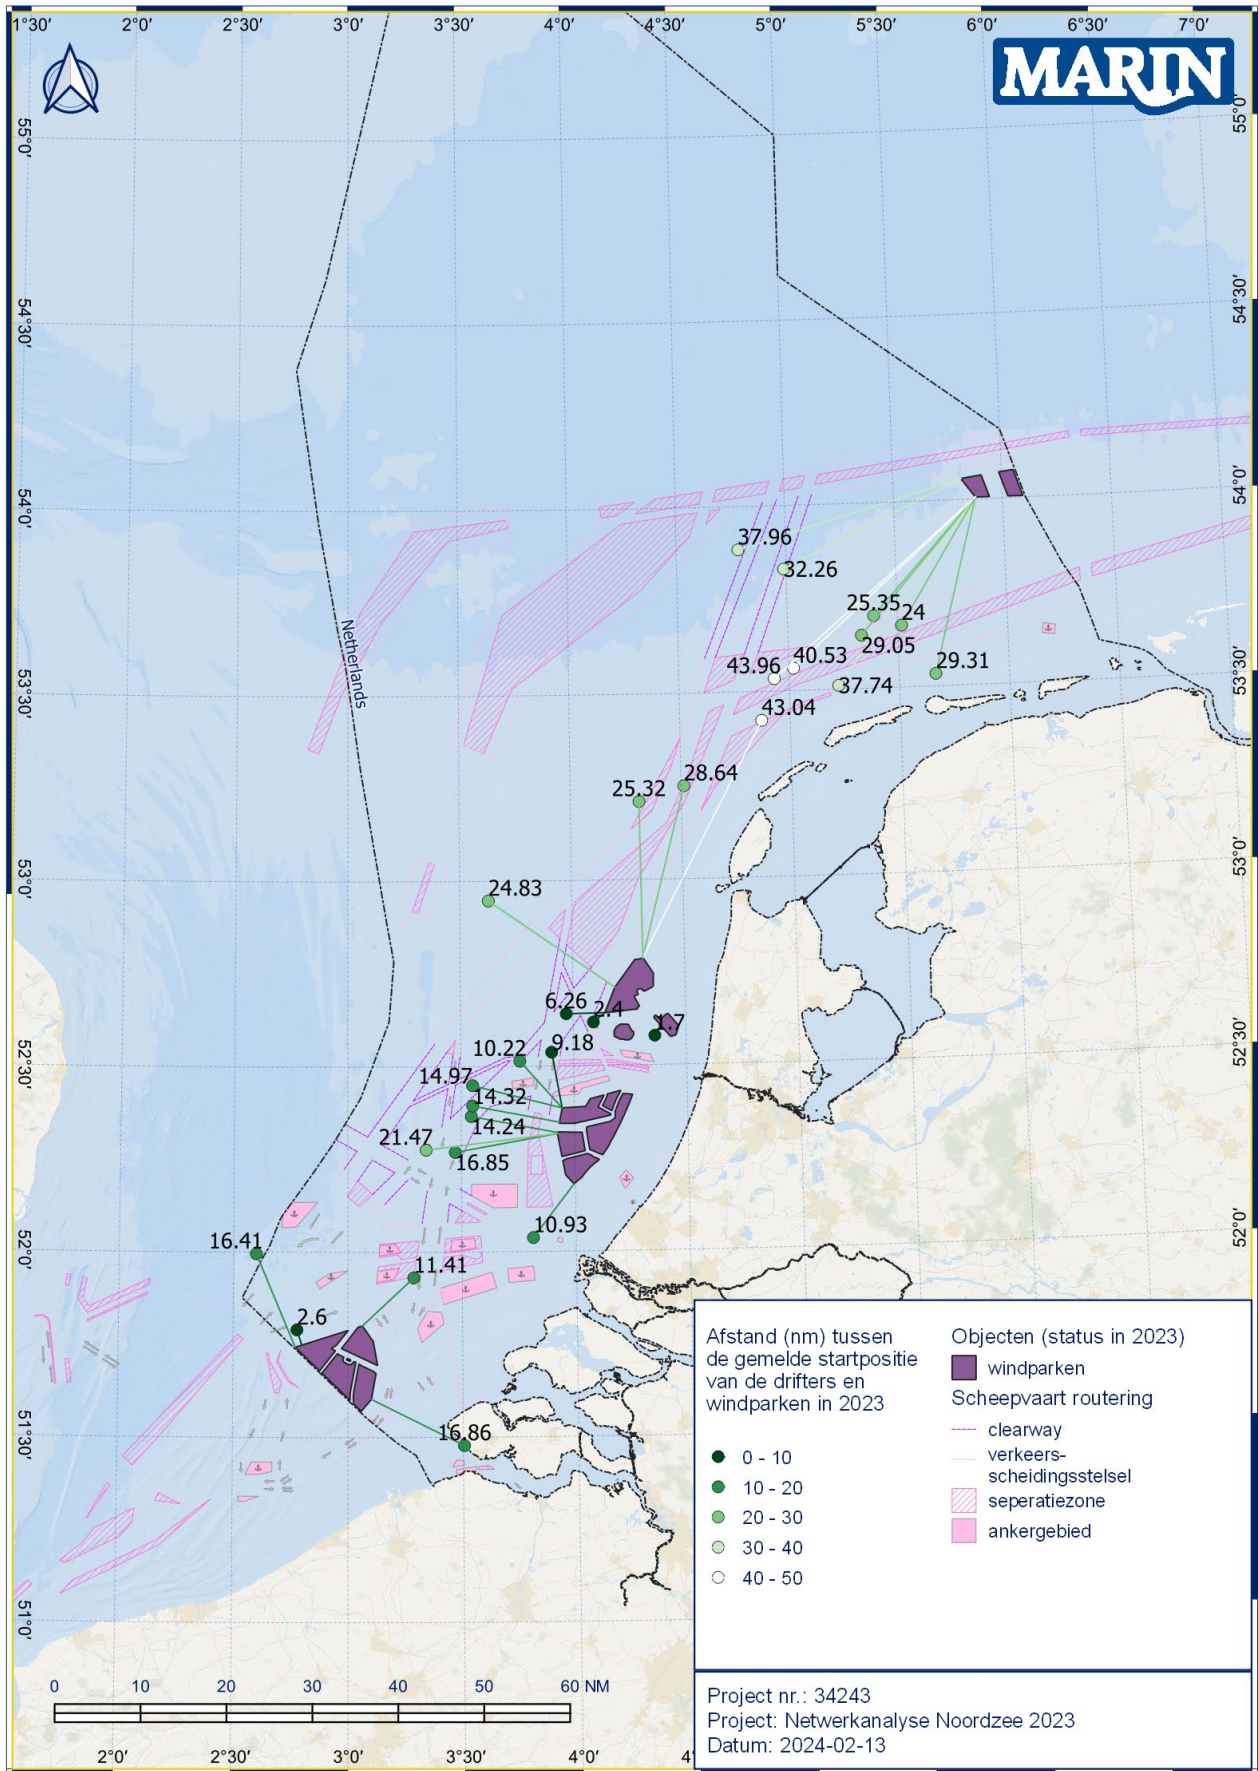 1°30'
2°0'
2°30'
3°0'
3°30'
4°0'
4°30'
5°0'
5°30'
6°0'
6°30'
7°0'
MARIN
55°0'
55°0'
54°30'
54°30'
54°0'
54°0'
37.96
32.26
25.35
24
29.05
Netherlands
40.53
43.96
29.31
37.74
53°30'
53°30'
43.04
28.64
25.32
53°0'
53°0'
24.83
6.26
2.4
1.7
9.18
10.22
52°30'
52°30'
14.97
14.32
14.24
21.47
16.85
10.93
16.41
52°0'
52°0'
11.41
2.6
16.86
51°30'
51°0'
Afstand (nm) tussen
de gemelde startpositie
van de drifters en
windparken in 2023
0 - 10
10 - 20
20 - 30
30 - 40
40 - 50
Objecten (status in 2023)
windparken
Scheepvaart routering
clearway
verkeers-
scheidingsstelsel
seperatiezone
ankergebied
0 10 20 30 40 50 60 NM
Project nr.: 34243
Project: Netwerkanalyse Noordzee 2023
Datum: 2024-02-13
2°0'
2°30'
3°0'
3°30'
4°0'
4°